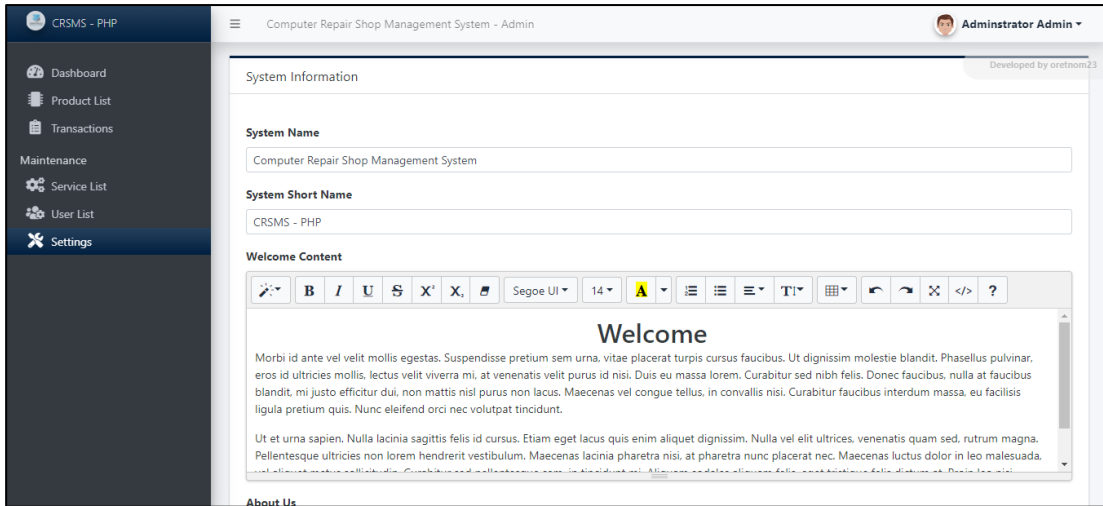 CRSMS - PHP
Computer Repair Shop Management System - Admin
Adminstrator Admin
Developed by oretnom23
Dashboard
Product List
Transactions
Maintenance
Service List
User List
Settings
System Information
System Name
Computer Repair Shop Management System
System Short Name
CRSMS - PHP
Welcome Content
B I U S X² X₂ Segoe UI 14 A T </> ?
Welcome
Morbi id ante vel velit mollis egestas. Suspendisse pretium sem urna, vitae placerat turpis cursus faucibus. Ut dignissim molestie blandit. Phasellus pulvinar,
eros id ultricies mollis, lectus velit viverra mi, at venenatis velit purus id nisi. Duis eu massa lorem. Curabitur sed nibh felis. Donec faucibus, nulla at faucibus
blandit, mi justo efficitur dui, non mattis nisl purus non lacus. Maecenas vel congue tellus, in convallis nisi. Curabitur faucibus interdum massa, eu facilisis
ligula pretium quis. Nunc eleifend orci nec volutpat tincidunt.
Ut et urna sapien. Nulla lacinia sagittis felis id cursus. Etiam eget lacus quis enim aliquet dignissim. Nulla vel elit ultrices, venenatis quam sed, rutrum magna.
Pellentesque ultricies non lorem hendrerit vestibulum. Maecenas lacinia pharetra nisi, at pharetra nunc placerat nec. Maecenas luctus dolor in leo malesuada,
About Us